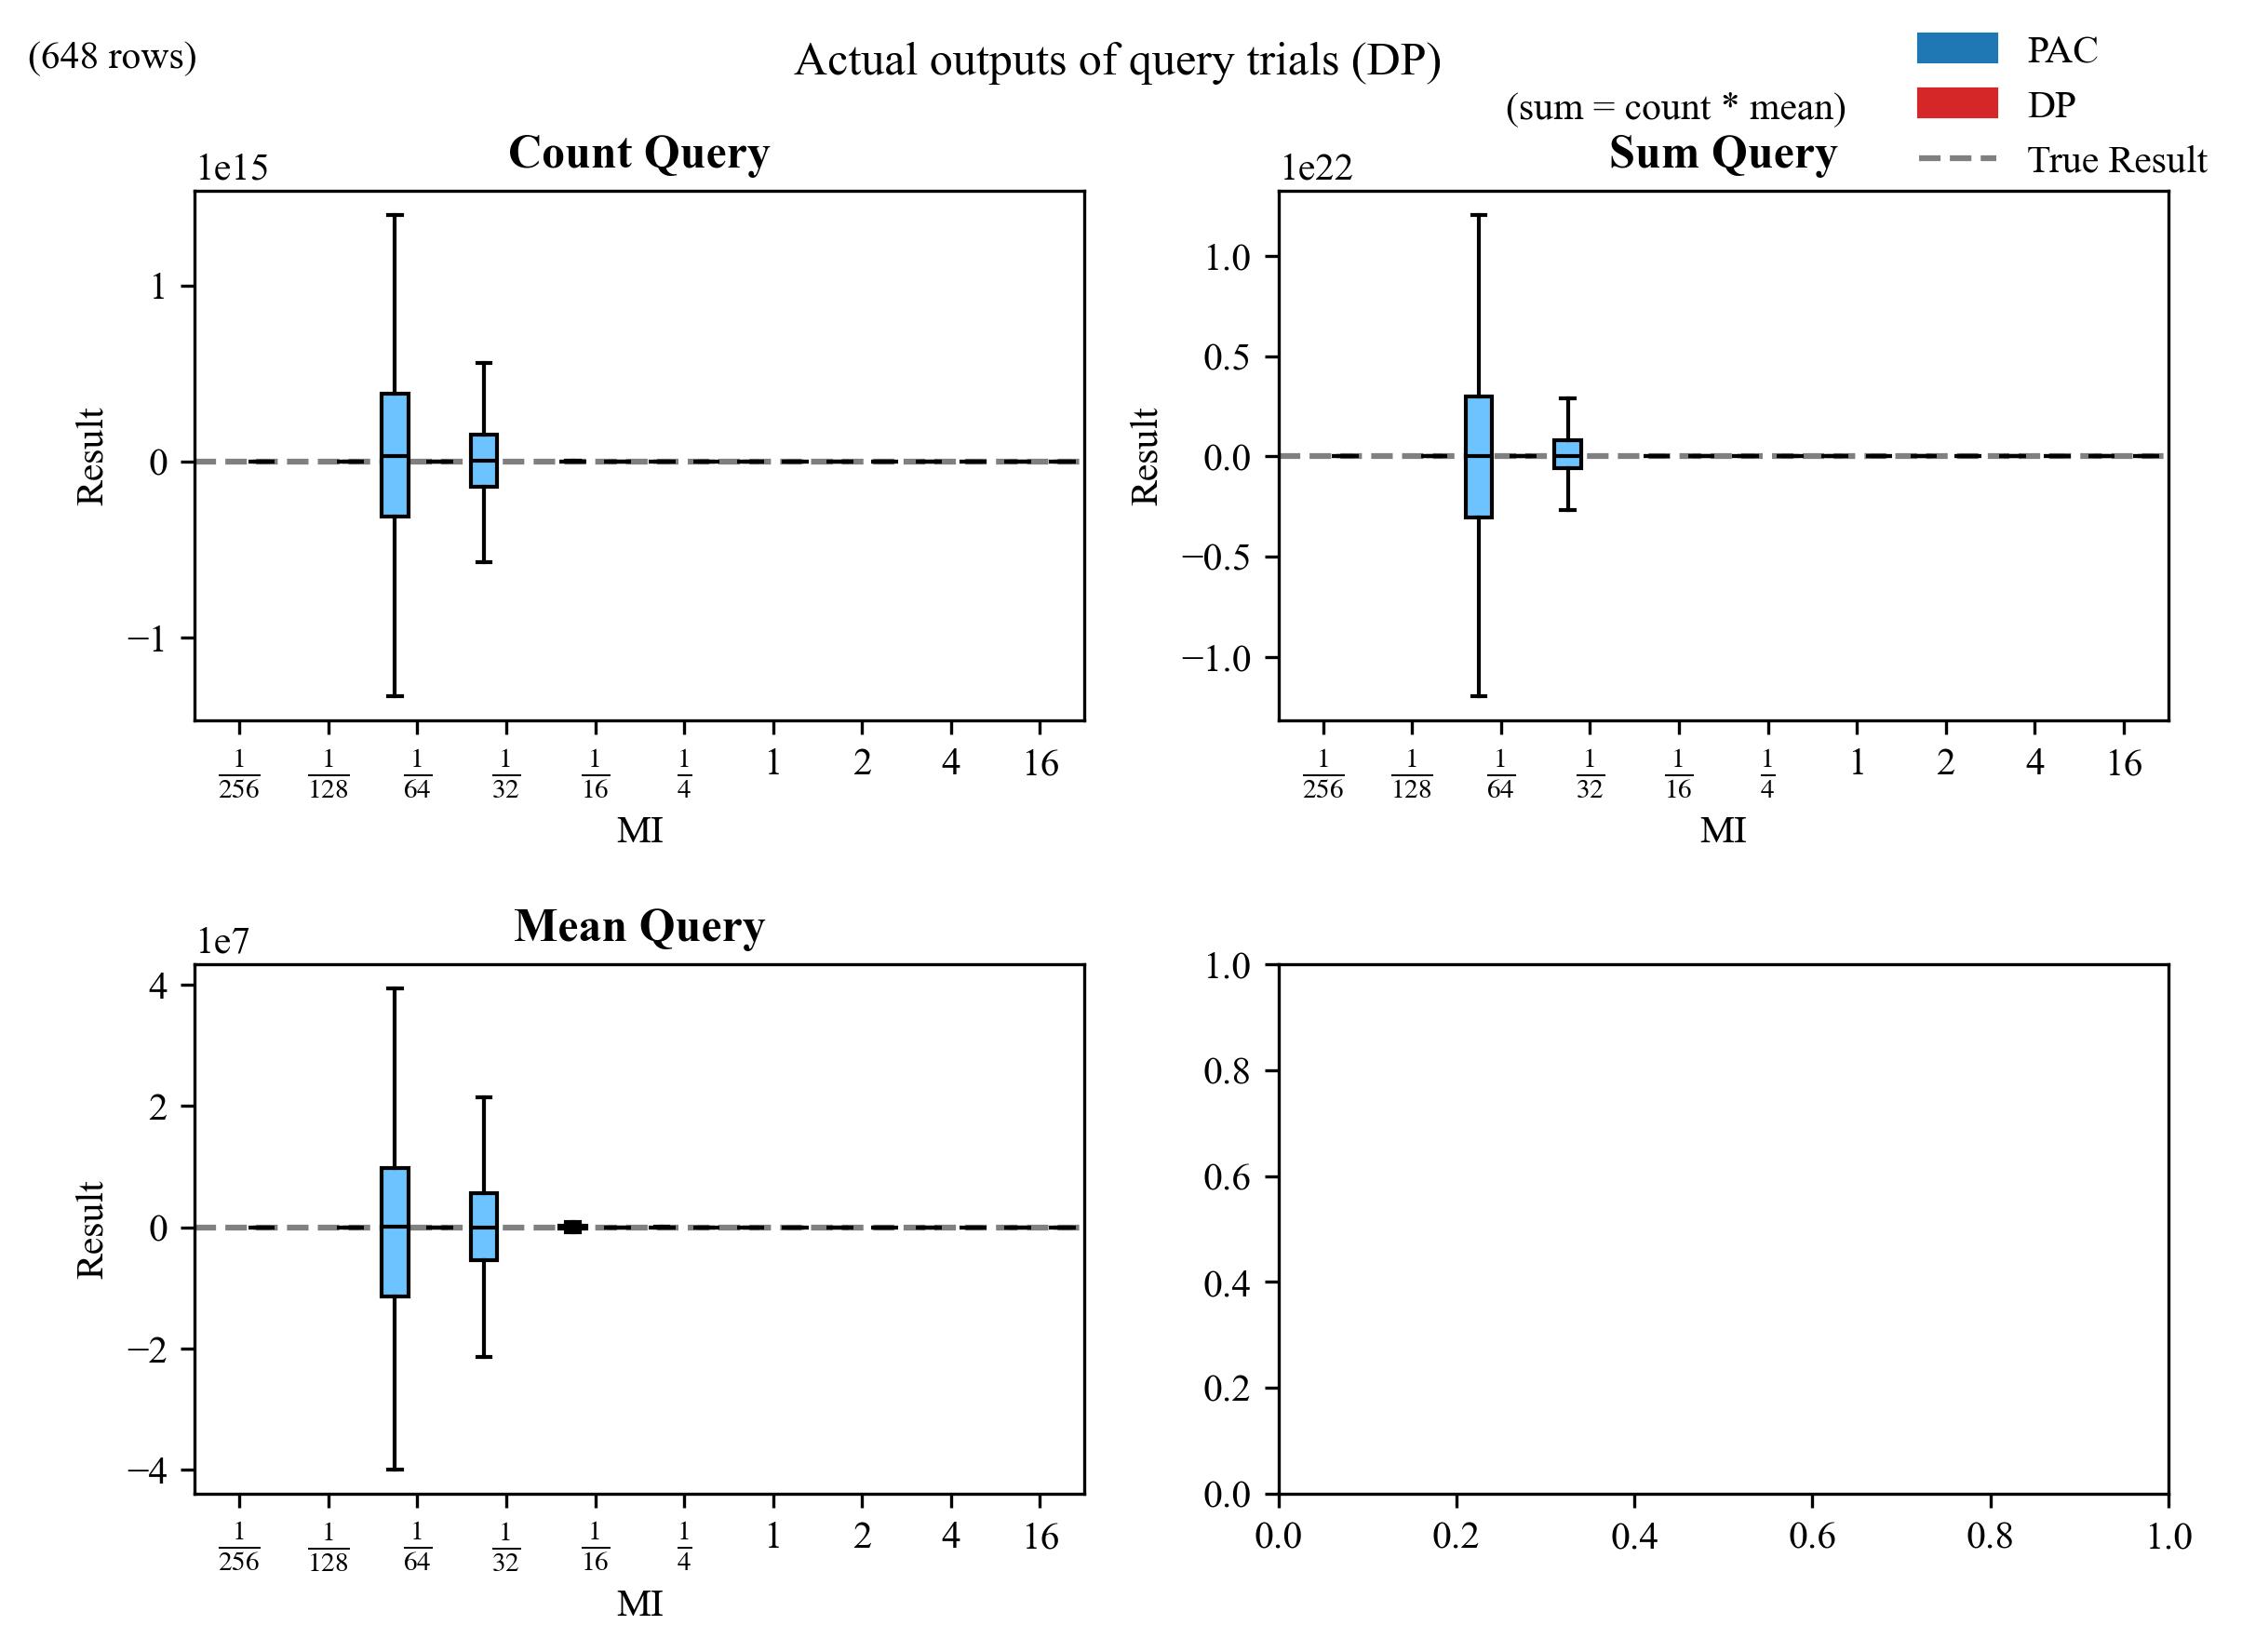 (648 rows)
Actual outputs of query trials (DP)
PAC
DP
True Result
(sum = count * mean)
Count Query
1e15
1
0
−1
Result
1/256 1/128 1/64 1/32 1/16 1/4 1 2 4 16
MI
Sum Query
1e22
1.0
0.5
0.0
−0.5
−1.0
Result
1/256 1/128 1/64 1/32 1/16 1/4 1 2 4 16
MI
Mean Query
1e7
4
2
0
−2
−4
Result
1/256 1/128 1/64 1/32 1/16 1/4 1 2 4 16
MI
1.0
0.8
0.6
0.4
0.2
0.0
0.0 0.2 0.4 0.6 0.8 1.0